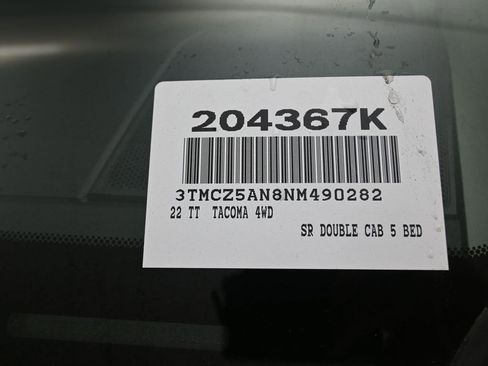 204367K
3TMCZ5AN8NM490282
22 TT TACOMA 4WD
SR DOUBLE CAB 5 BED